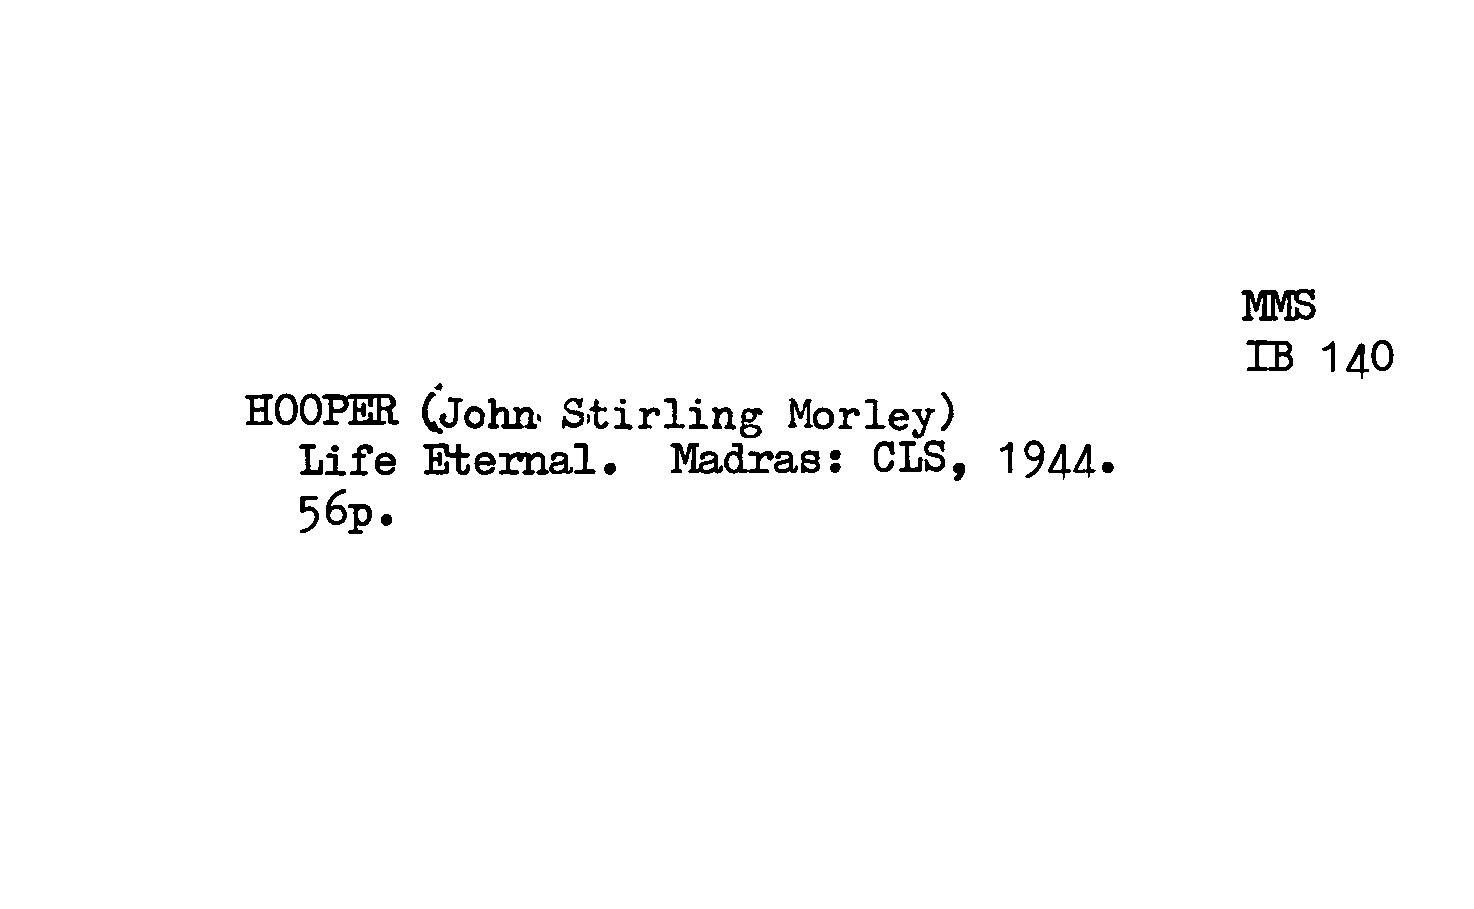 MMS
IB 140
HOOPER (John Stirling Morley)
Life Eternal. Madras: CLS, 1944.
56p.